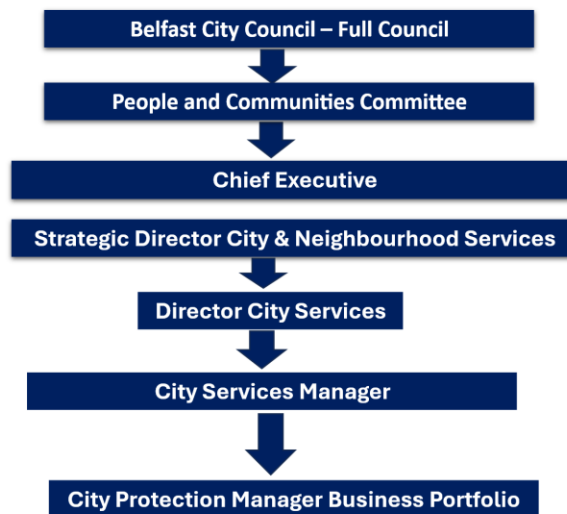 Belfast City Council – Full Council
People and Communities Committee
Chief Executive
Strategic Director City & Neighbourhood Services
Director City Services
City Services Manager
City Protection Manager Business Portfolio